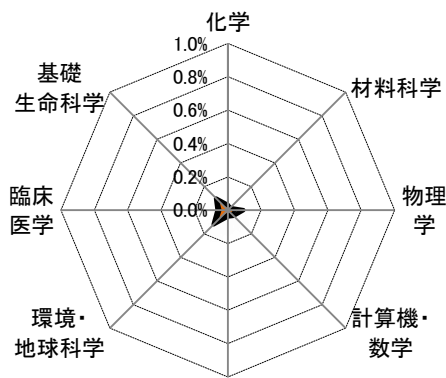 化学
1.0%
0.8%
0.6%
0.4%
0.2%
0.0%
材料科学
物理
学
計算機・
数学
環境・
地球科学
臨床
医学
基礎
生命科学